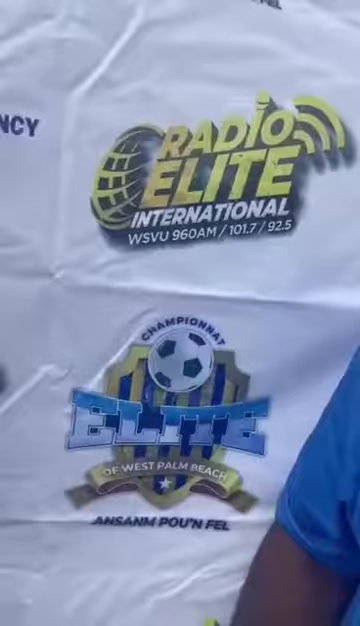 NCY
RADIO
ELITE
INTERNATIONAL
WSVU 960AM / 101.7 / 92.5
CHAMPIONNAT
ELITE
OF WEST PALM BEACH
ANSANM POU'N FEL